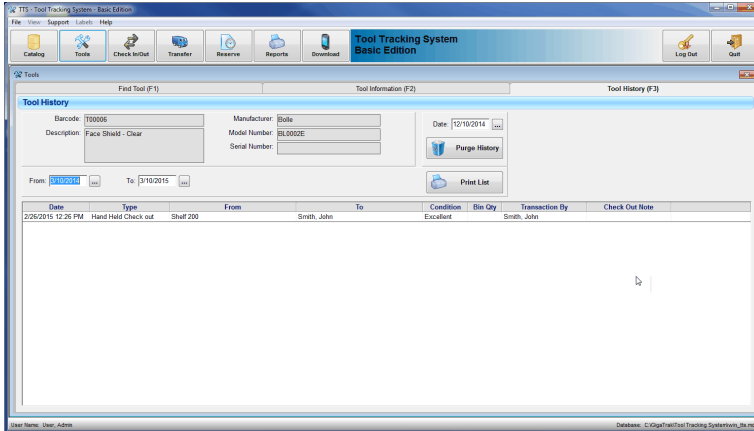 TTS - Tool Tracking System - Basic Edition
File View Support Labels Help
Catalog Tools Check In/Out Transfer Reserve Reports Download Tool Tracking System Basic Edition Log Out Quit
Tools
Find Tool (F1) Tool Information (F2) Tool History (F3)
Tool History
Barcode: T00006 Manufacturer: Bolle Date: 12/10/2014 ...
Description: Face Shield - Clear Model Number: BL0002E
Serial Number: Purge History
From: 3/10/2014 ... To: 3/10/2015 ... Print List
Date Type From To Condition Bin Qty Transaction By Check Out Note
2/26/2015 12:26 PM Hand Held Check out Shelf 200 Smith, John Excellent Smith, John
User Name: User, Admin Database: C:\GigaTrak\Tool Tracking System\win_tts.m